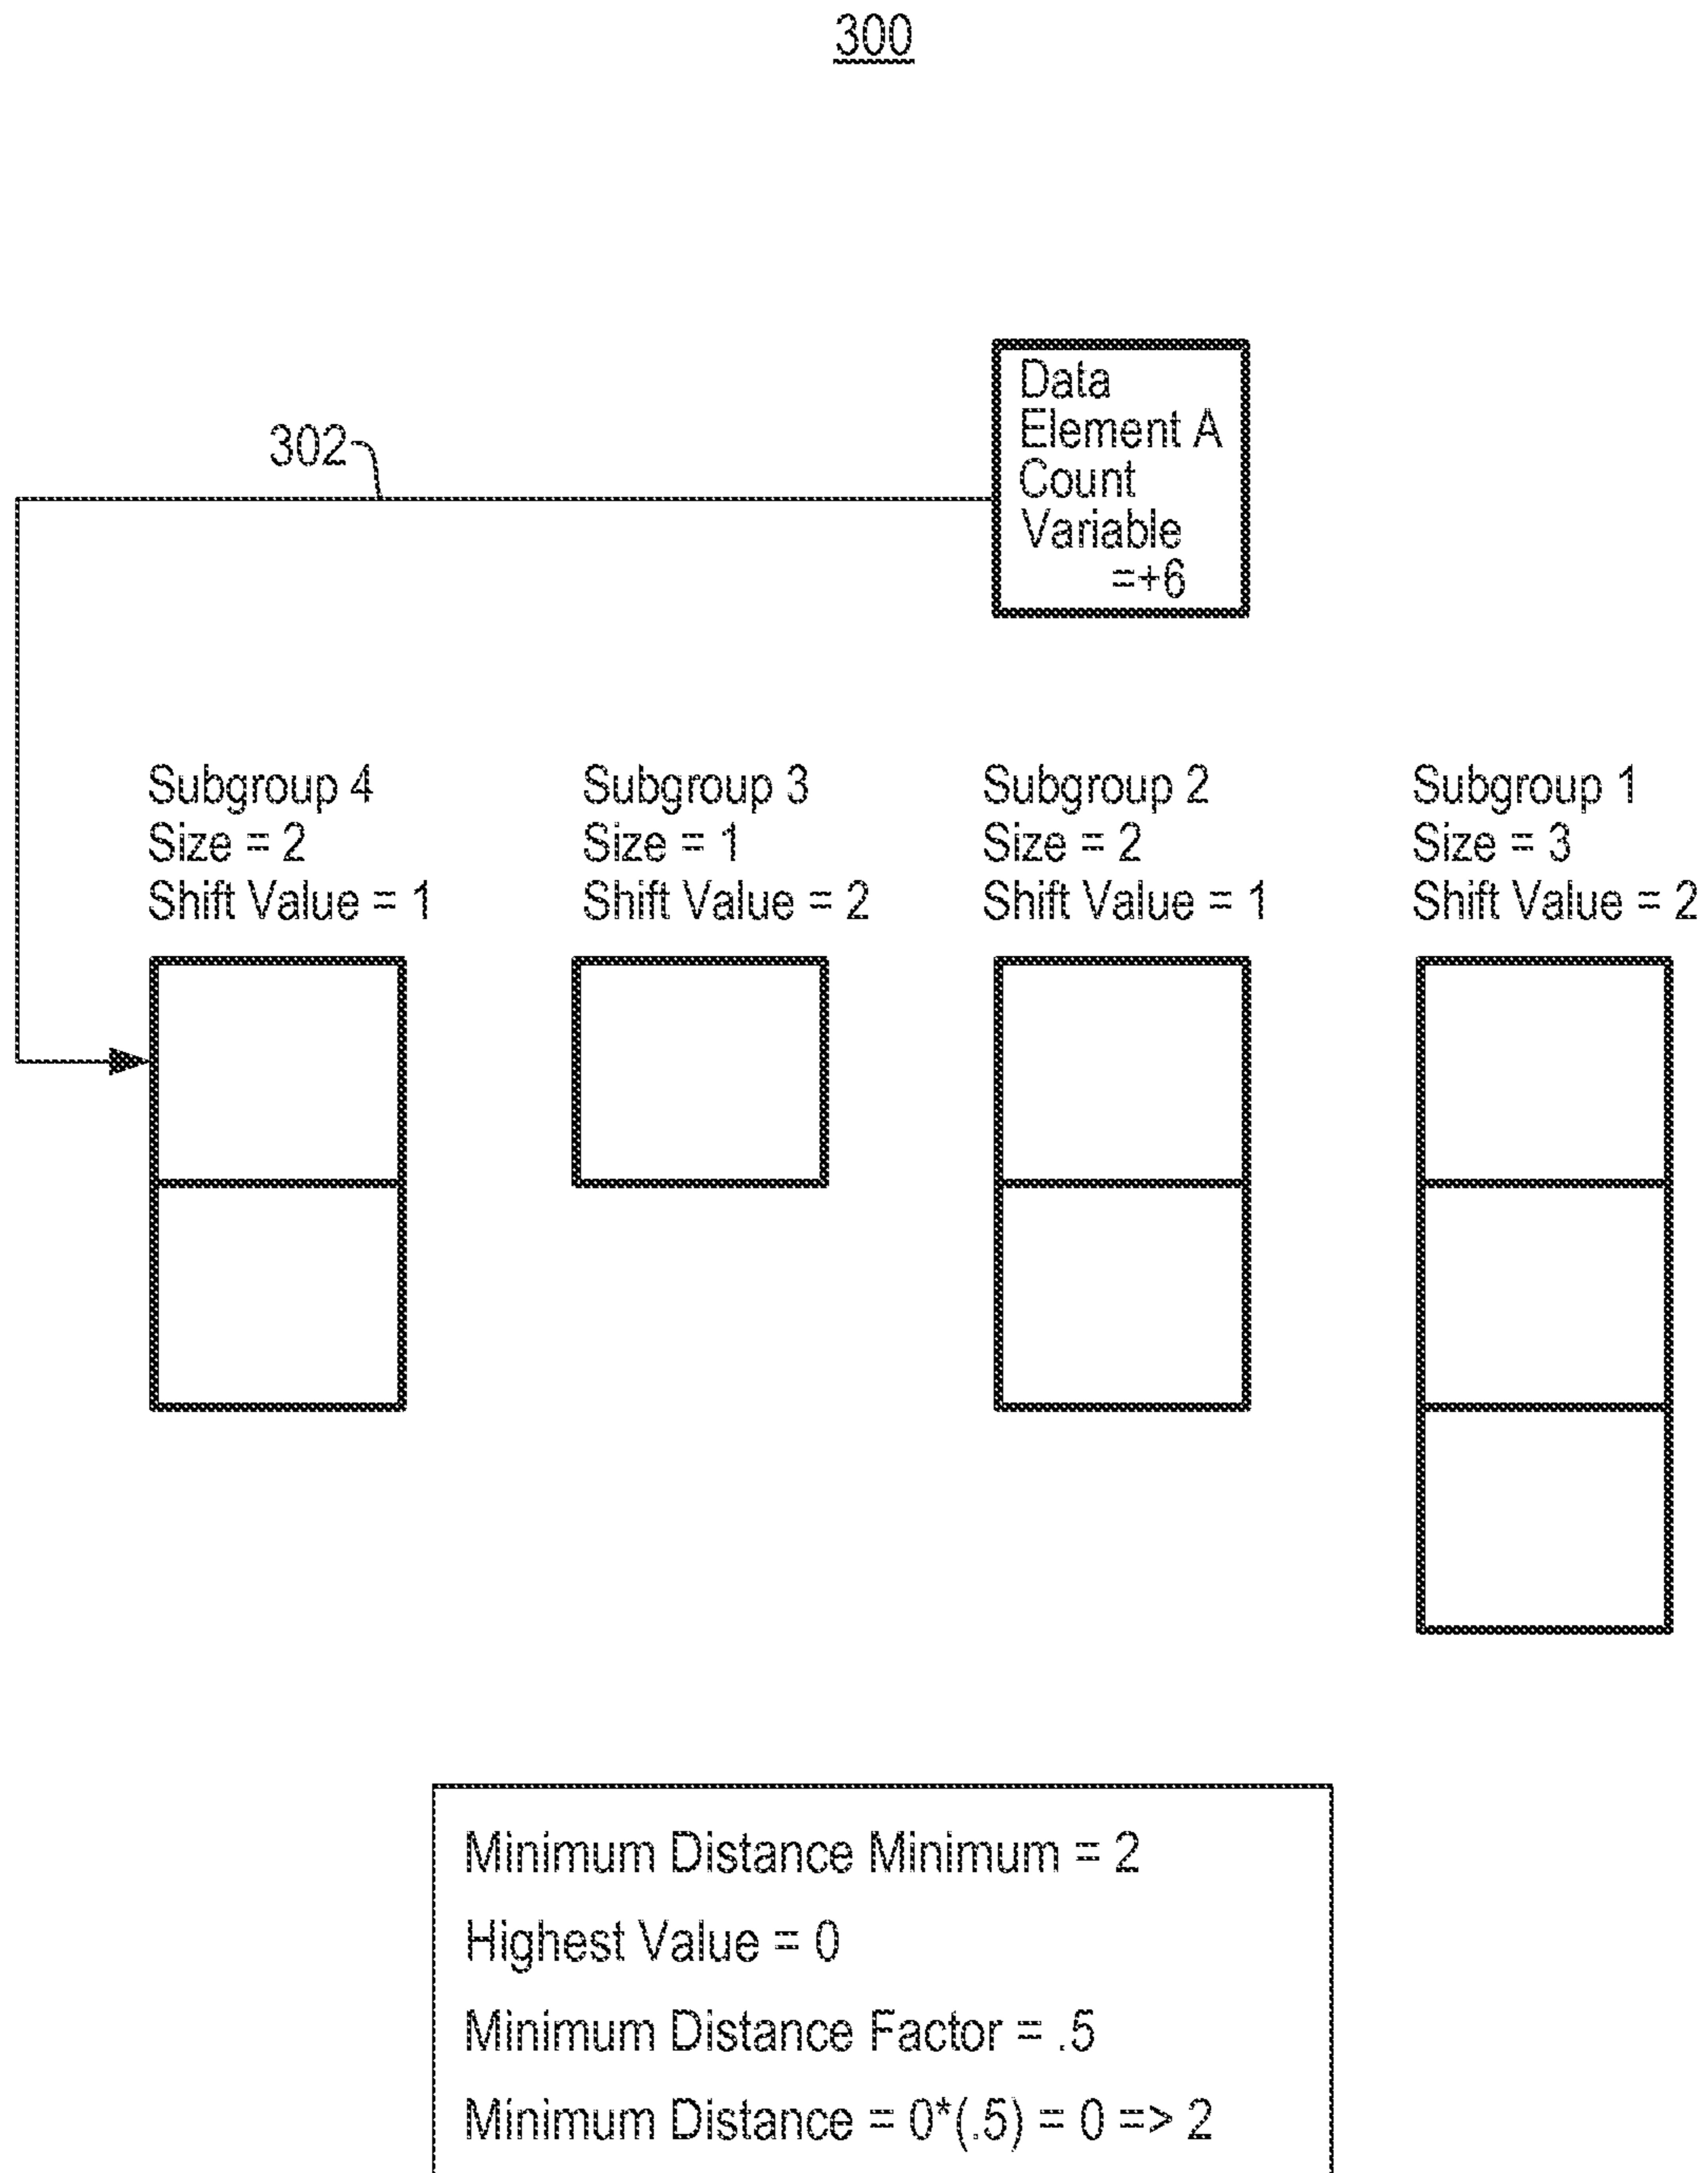 300
Data
Element A
Count
Variable
=+6
302
Subgroup 4
Size = 2
Shift Value = 1
Subgroup 3
Size = 1
Shift Value = 2
Subgroup 2
Size = 2
Shift Value = 1
Subgroup 1
Size = 3
Shift Value = 2
Minimum Distance Minimum = 2
Highest Value = 0
Minimum Distance Factor = .5
Minimum Distance = 0*(.5) = 0 => 2